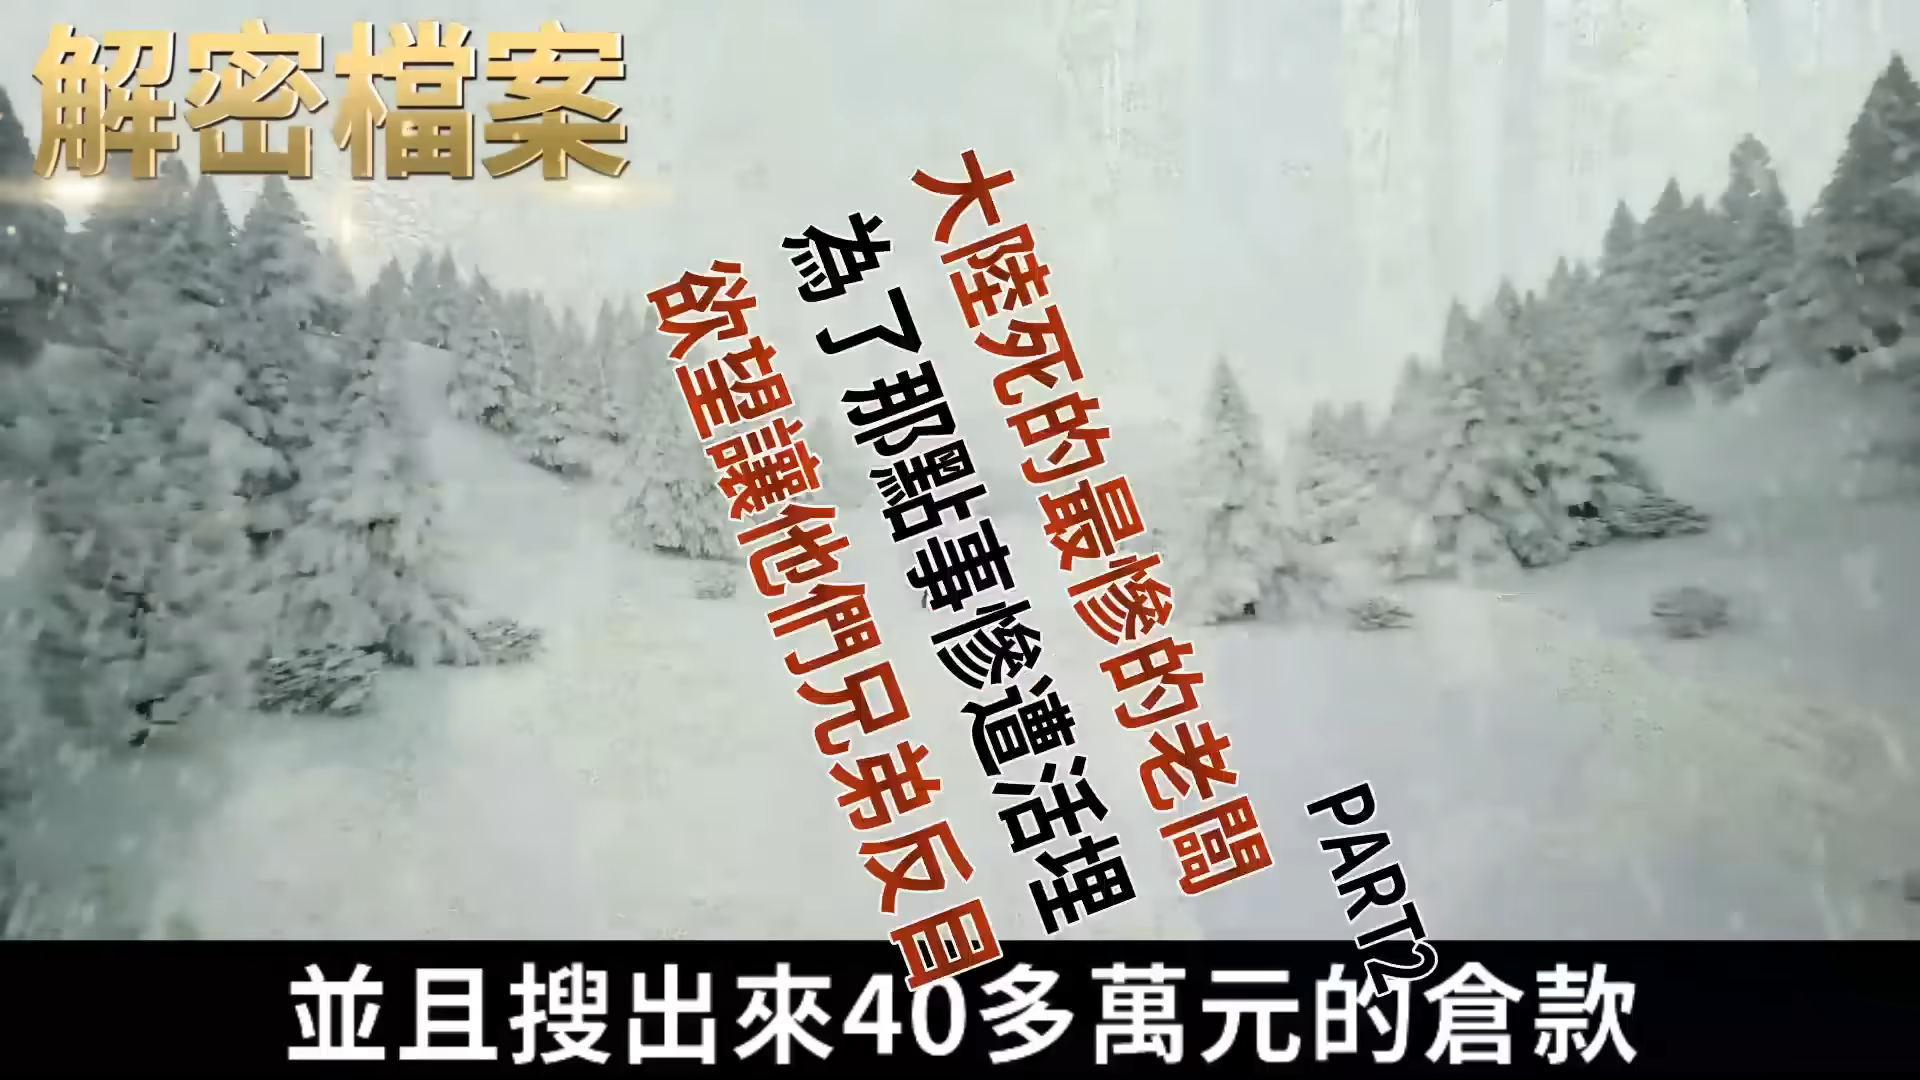 解密檔案
大陸死的最慘的老闆
為了那點事慘遭活埋
欲望讓他們兄弟反目
PART2
並且搜出來40多萬元的倉款